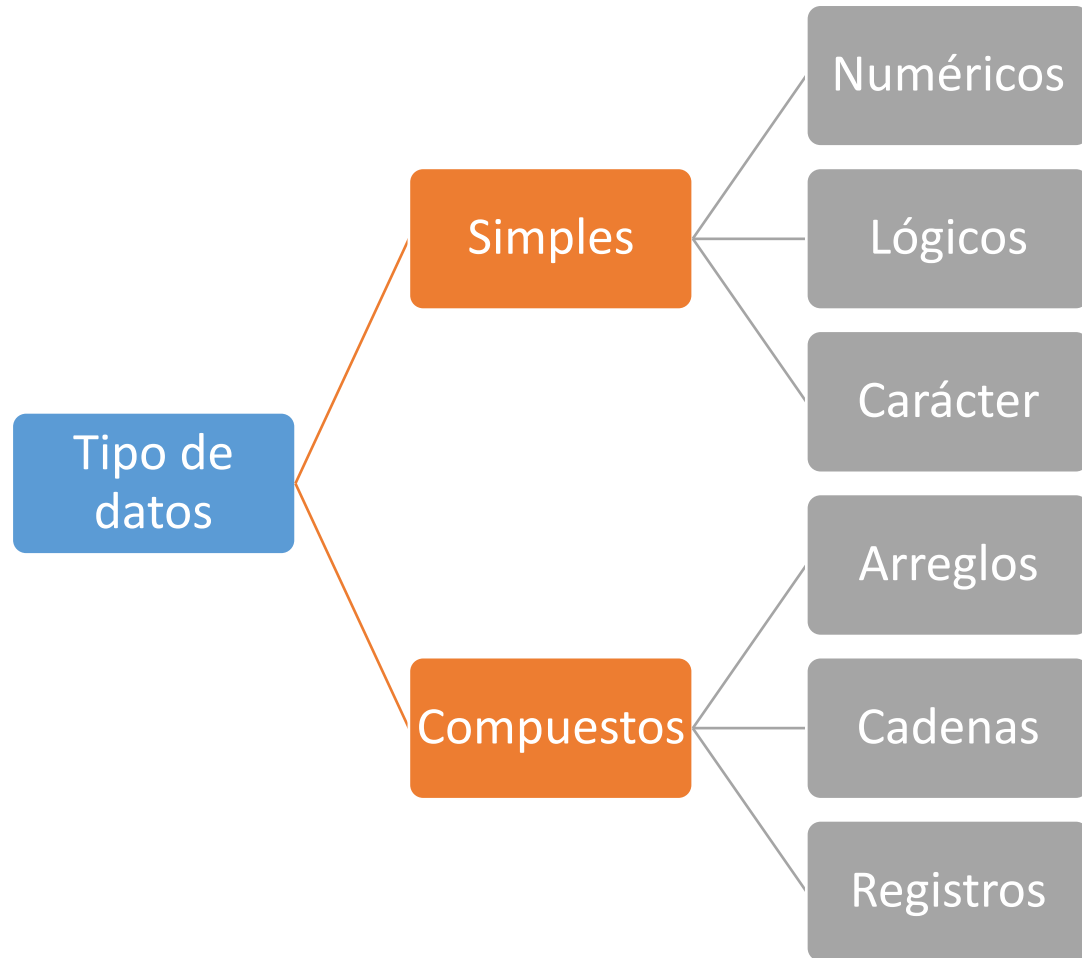 Tipo de
datos
Simples
Numéricos
Lógicos
Carácter
Compuestos
Arreglos
Cadenas
Registros